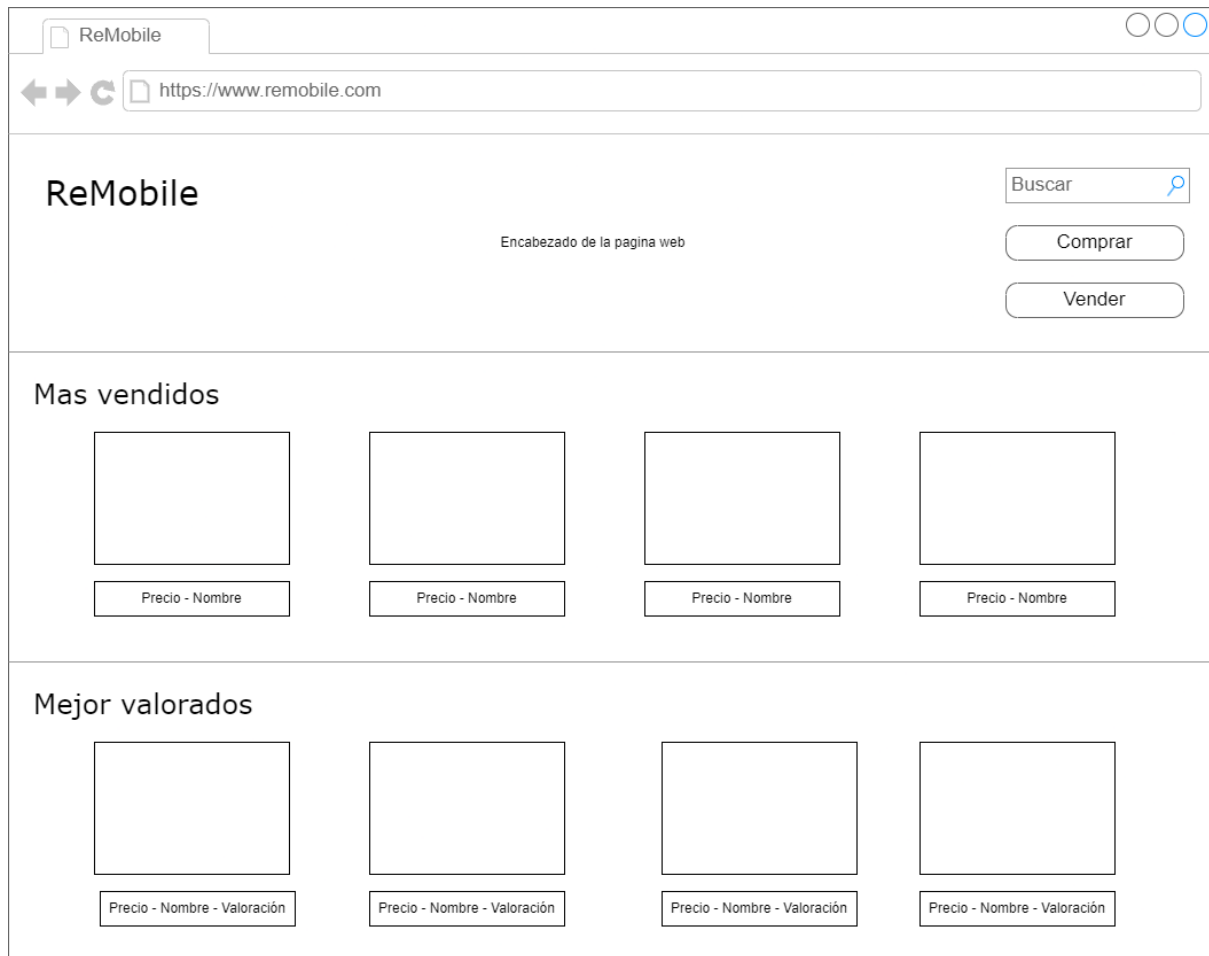 ReMobile
https://www.remobile.com
ReMobile
Buscar
Encabezado de la pagina web
Comprar
Vender
Mas vendidos
Precio - Nombre
Precio - Nombre
Precio - Nombre
Precio - Nombre
Mejor valorados
Precio - Nombre - Valoración
Precio - Nombre - Valoración
Precio - Nombre - Valoración
Precio - Nombre - Valoración